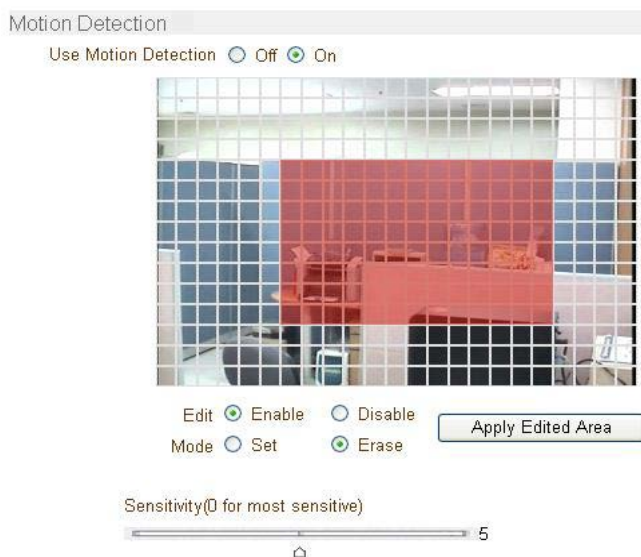 Motion Detection
Use Motion Detection Off On
Edit Enable Disable
Mode Set Erase
Apply Edited Area
Sensitivity(0 for most sensitive)
5